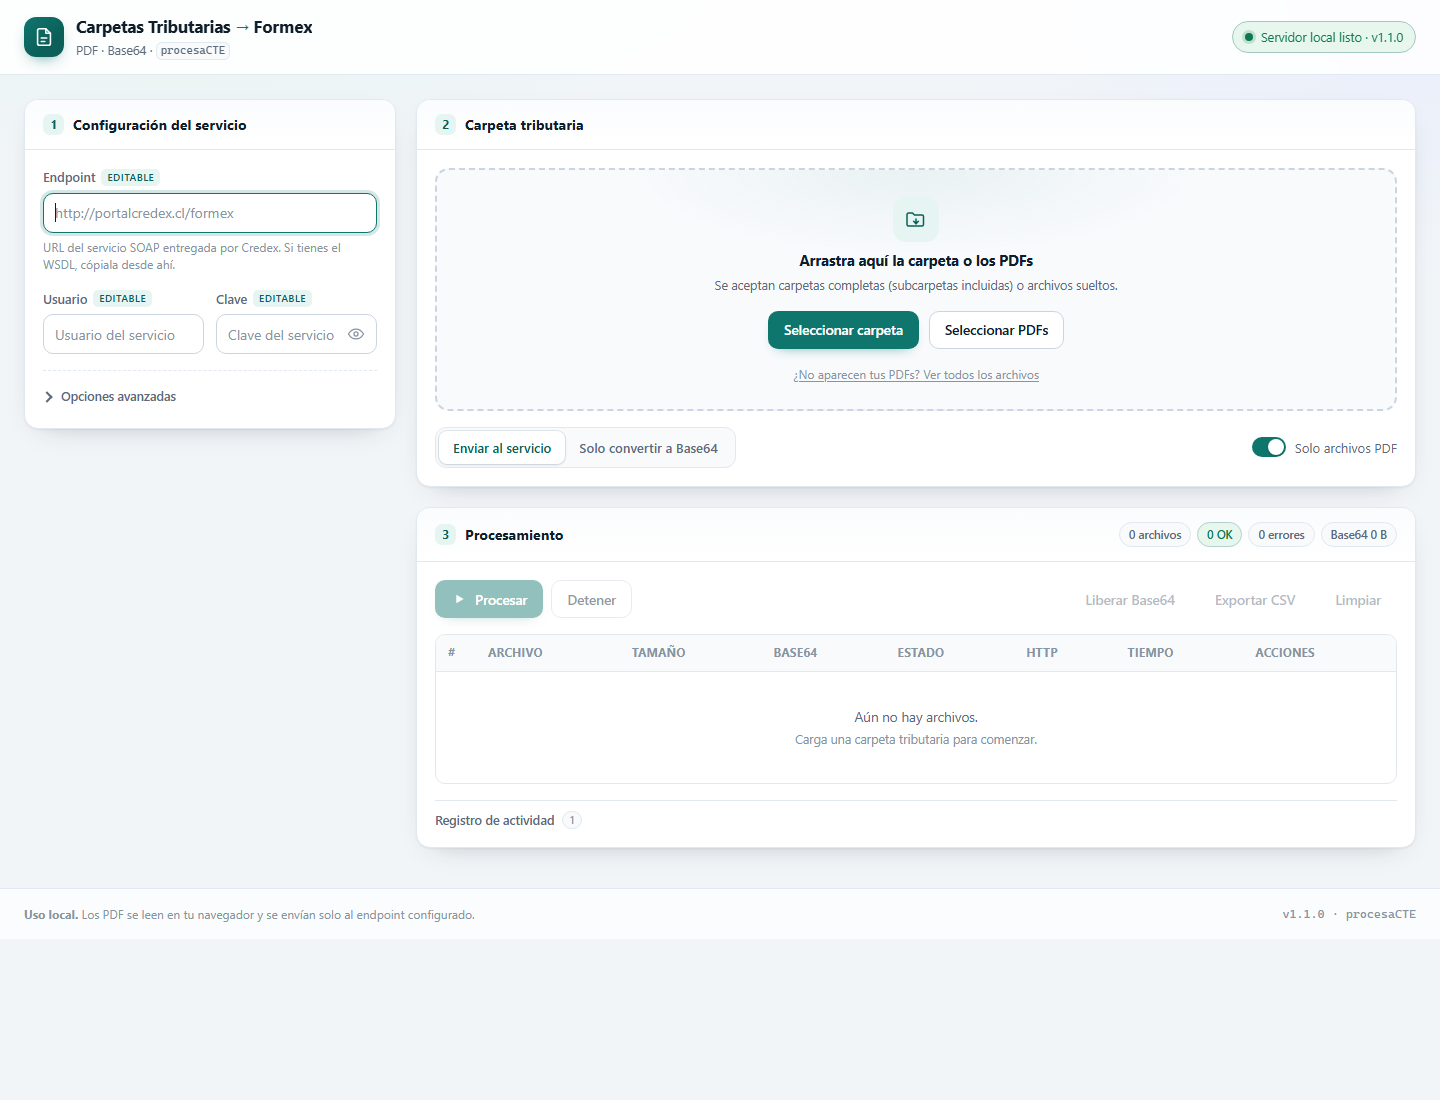 Carpetas Tributarias → Formex
PDF · Base64 · procesaCTE
Servidor local listo · v1.1.0
1 Configuración del servicio
Endpoint EDITABLE
http://portalcredex.cl/formex
URL del servicio SOAP entregada por Credex. Si tienes el
WSDL, cópiala desde ahí.
Usuario EDITABLE Clave EDITABLE
Usuario del servicio Clave del servicio
Opciones avanzadas
2 Carpeta tributaria
Arrastra aquí la carpeta o los PDFs
Se aceptan carpetas completas (subcarpetas incluidas) o archivos sueltos.
Seleccionar carpeta Seleccionar PDFs
¿No aparecen tus PDFs? Ver todos los archivos
Enviar al servicio Solo convertir a Base64 Solo archivos PDF
3 Procesamiento 0 archivos 0 OK 0 errores Base64 0 B
Procesar Detener Liberar Base64 Exportar CSV Limpiar
# ARCHIVO TAMAÑO BASE64 ESTADO HTTP TIEMPO ACCIONES
Aún no hay archivos.
Carga una carpeta tributaria para comenzar.
Registro de actividad 1
Uso local. Los PDF se leen en tu navegador y se envían solo al endpoint configurado.
v1.1.0 · procesaCTE